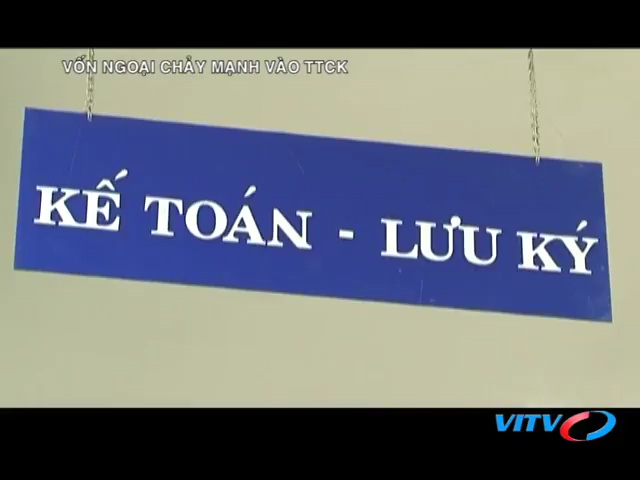 VỐN NGOẠI CHẢY MẠNH VÀO TTCK
KẾ TOÁN - LƯU KÝ
VITV